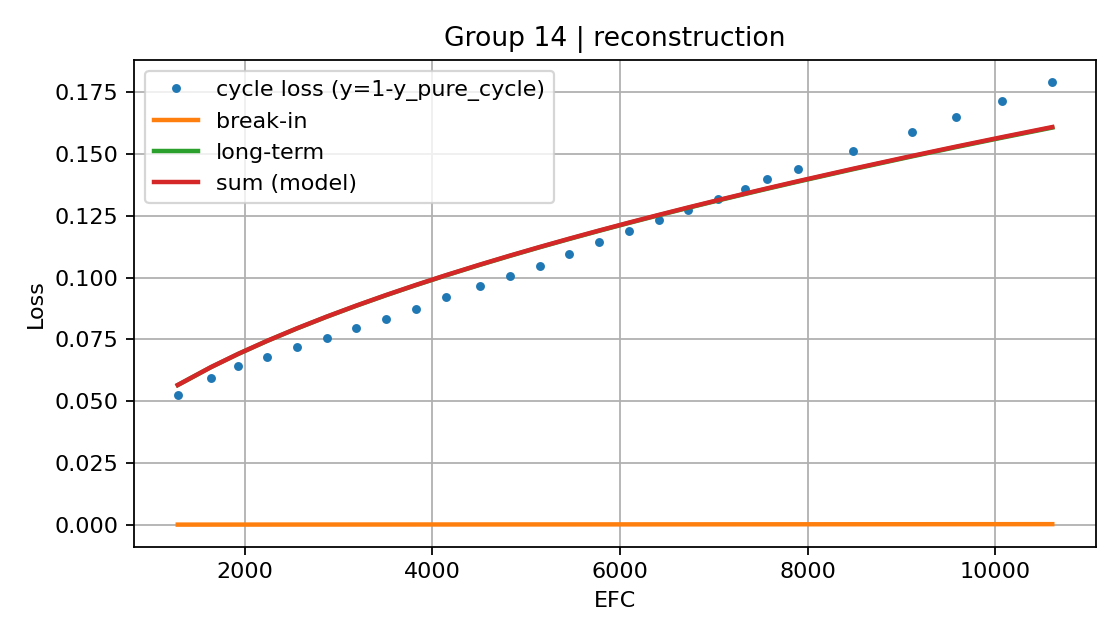 Group 14 | reconstruction
cycle loss (y=1-y_pure_cycle)
break-in
long-term
sum (model)
0.175
0.150
0.125
0.100
0.075
0.050
0.025
0.000
Loss
2000 4000 6000 8000 10000
EFC